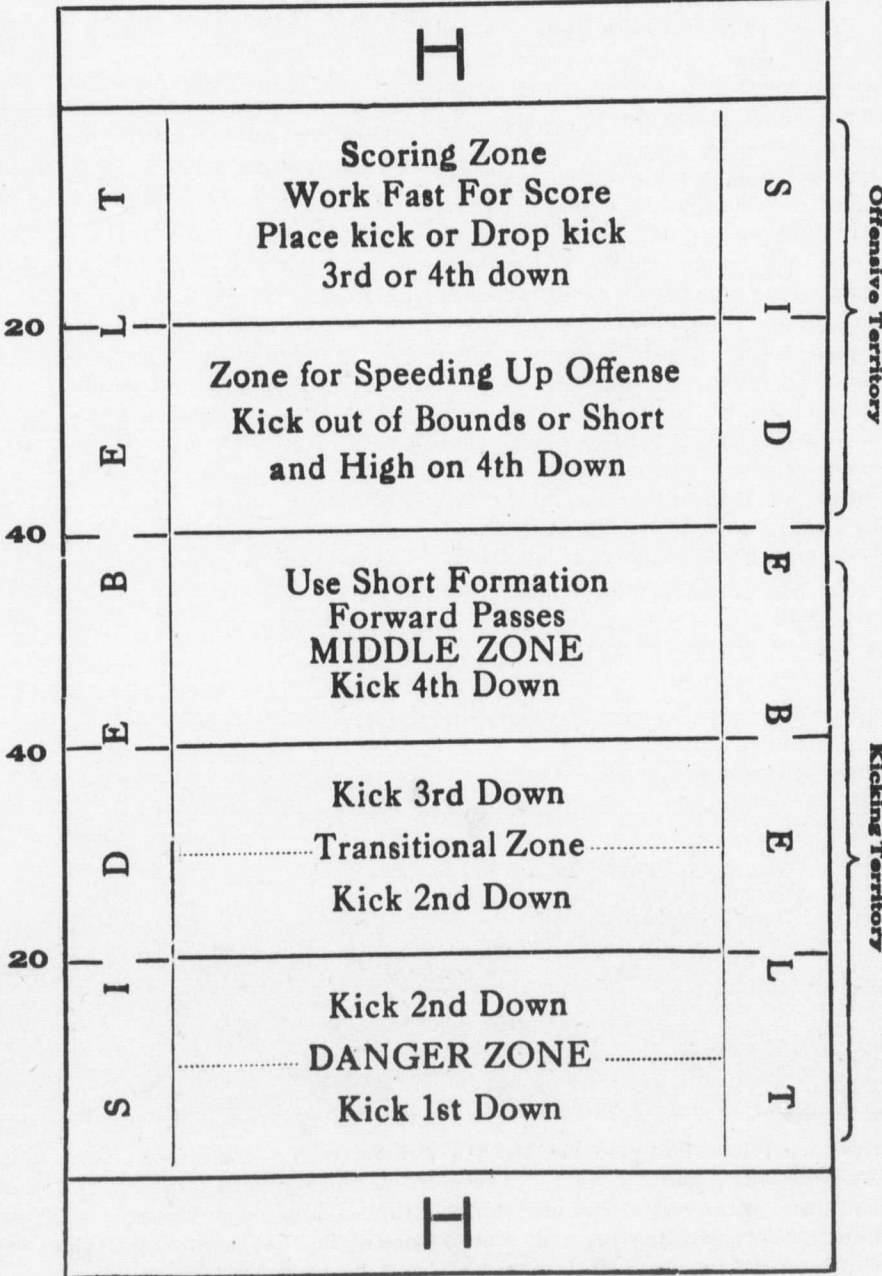 H
Scoring Zone
Work Fast For Score
Place kick or Drop kick
3rd or 4th down
20
Zone for Speeding Up Offense
Kick out of Bounds or Short
and High on 4th Down
40
Use Short Formation
Forward Passes
MIDDLE ZONE
Kick 4th Down
40
Kick 3rd Down
Transitional Zone
Kick 2nd Down
20
Kick 2nd Down
DANGER ZONE
Kick 1st Down
H
SIDE BELT
SIDE BELT
Offensive Territory
Kicking Territory